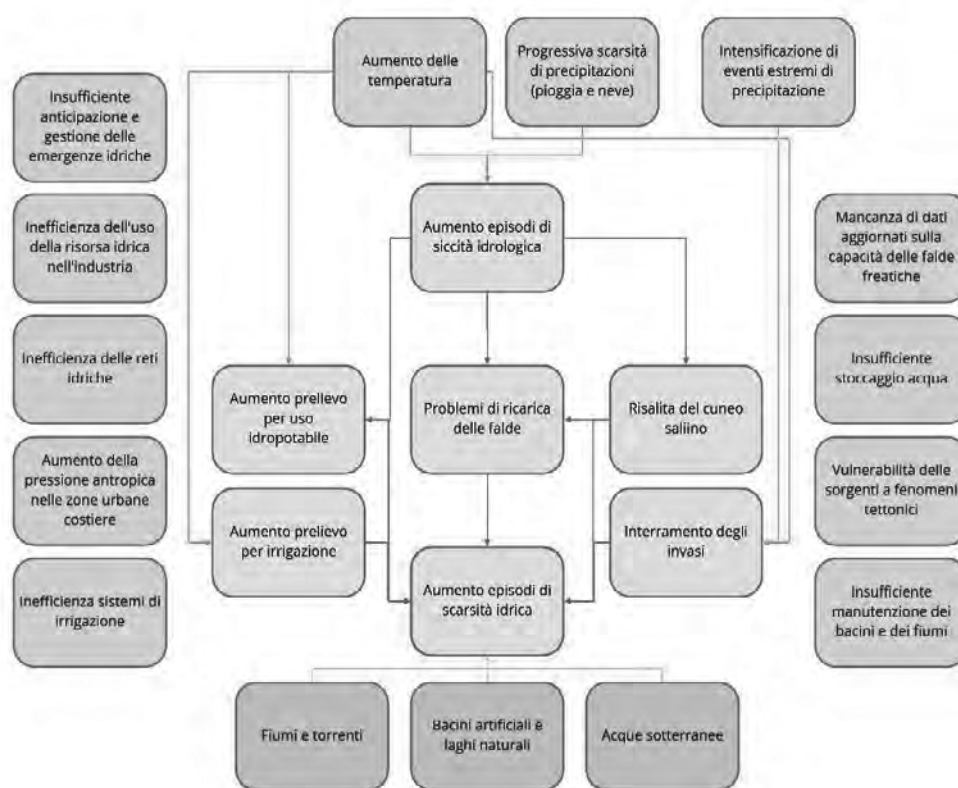 Aumento delle
temperatura
Progressiva scarsità
di precipitazioni
(pioggia e neve)
Intensificazione di
eventi estremi di
precipitazione
Insufficiente
anticipazione e
gestione delle
emergenze idriche
Inefficienza dell'uso
della risorsa idrica
nell'industria
Inefficienza delle reti
idriche
Aumento della
pressione antropica
nelle zone urbane
costiere
Inefficienza sistemi di
irrigazione
Aumento episodi di
siccità idrologica
Aumento prelievo
per uso
idropotabile
Problemi di ricarica
delle falde
Risalita del cuneo
saliino
Aumento prelievo
per irrigazione
Interramento degli
invasi
Aumento episodi di
scarsità idrica
Mancanza di dati
aggiornati sulla
capacità delle falde
freatiche
Insufficiente
stoccaggio acqua
Vulnerabilità delle
sorgenti a fenomeni
tettonici
Insufficiente
manutenzione dei
bacini e dei fiumi
Fiumi e torrenti
Bacini artificiali e
laghi naturali
Acque sotterranee